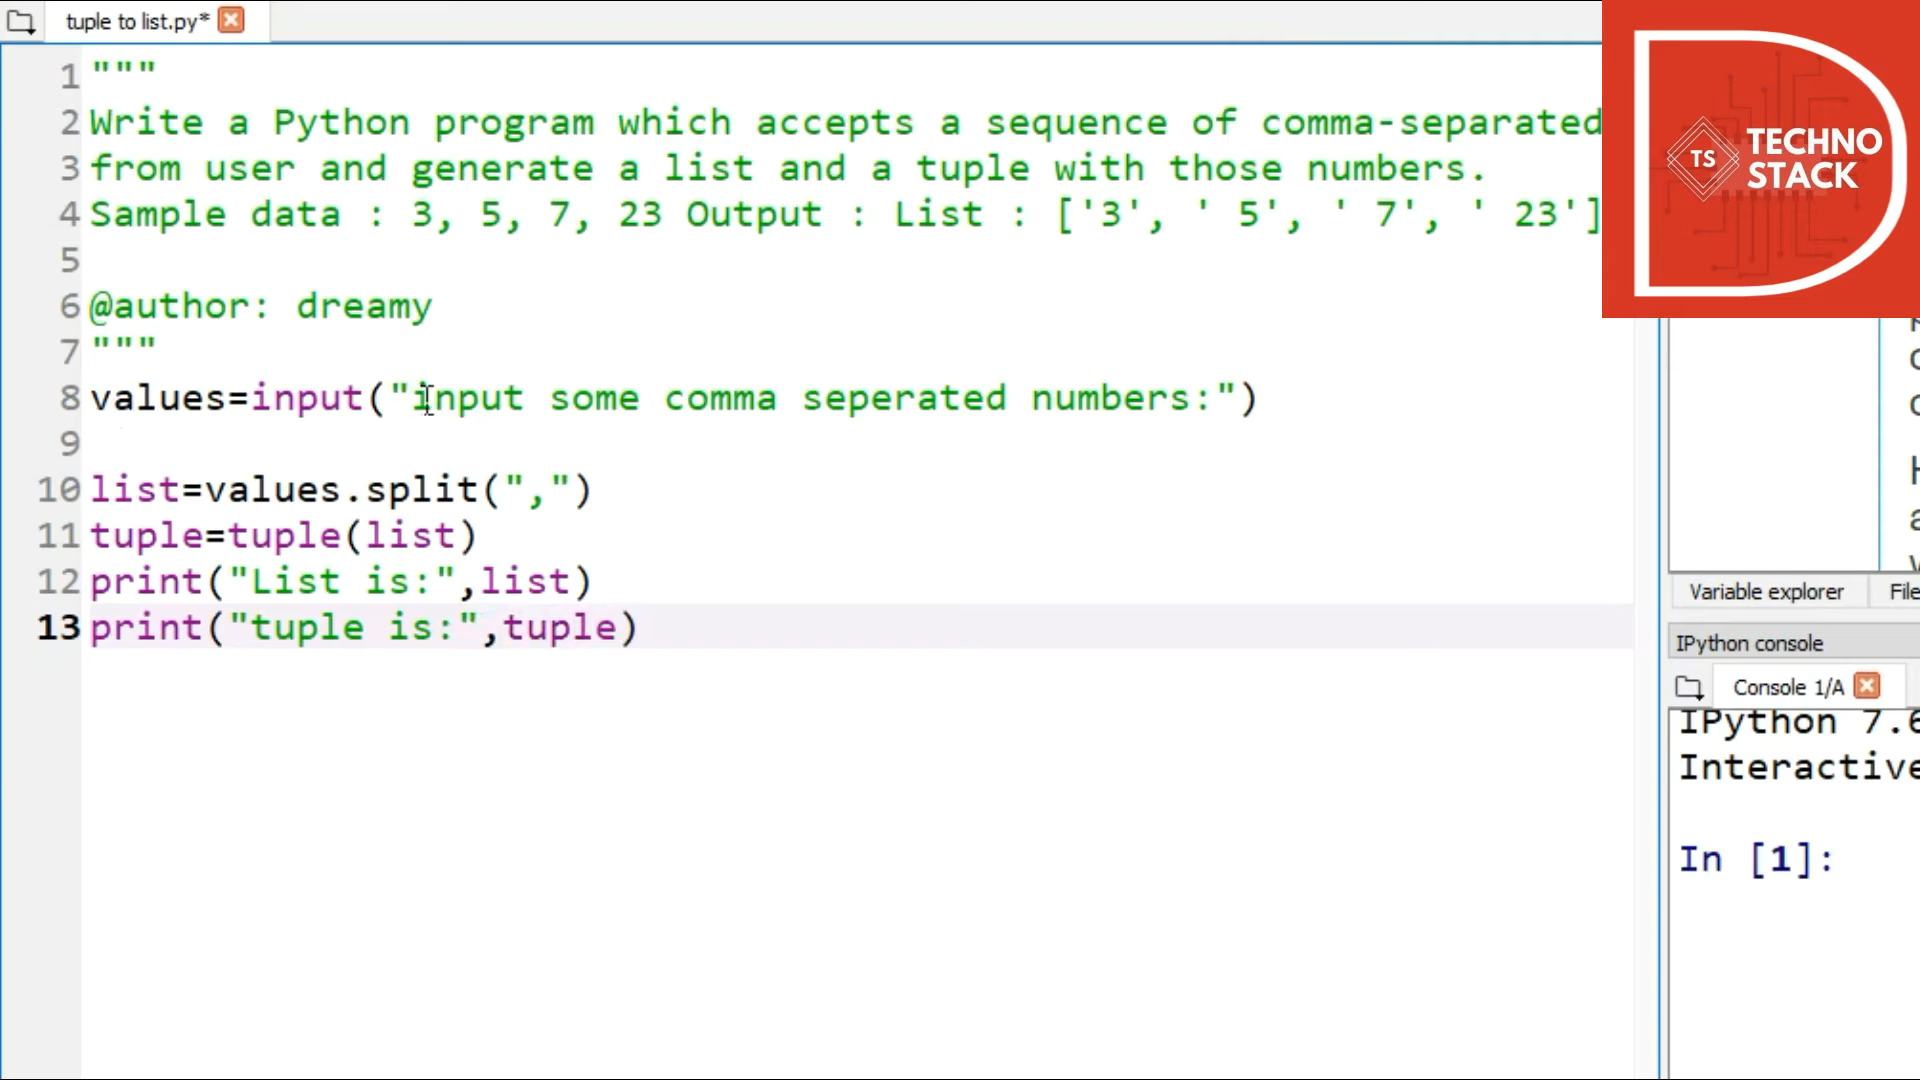 tuple to list.py*
1 """
2 Write a Python program which accepts a sequence of comma-separated
3 from user and generate a list and a tuple with those numbers.
4 Sample data : 3, 5, 7, 23 Output : List : ['3', ' 5', ' 7', ' 23']
5
6 @author: dreamy
7 """
8 values=input("input some comma seperated numbers:")
9
10 list=values.split(",")
11 tuple=tuple(list)
12 print("List is:",list)
13 print("tuple is:",tuple)
TS
TECHNO
STACK
Variable explorer
File
IPython console
Console 1/A
IPython 7.6
Interactive
In [1]: